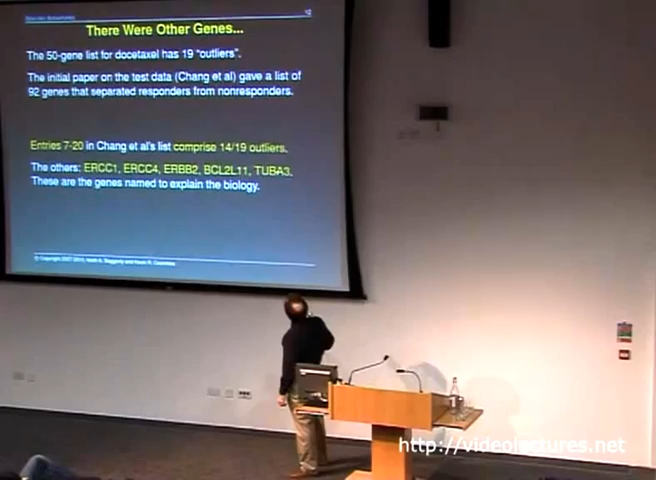 There Were Other Genes...
The 50-gene list for docetaxel has 19 "outliers".
The initial paper on the test data (Chang et al) gave a list of
92 genes that separated responders from nonresponders.
Entries 7-20 in Chang et al's list comprise 14/19 outliers.
The others: ERCC1, ERCC4, ERBB2, BCL2L11, TUBA3.
These are the genes named to explain the biology.
http://videolectures.net